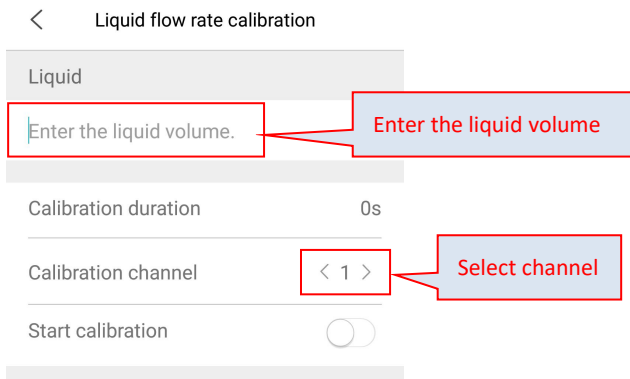 Liquid flow rate calibration
Liquid
Enter the liquid volume.
Enter the liquid volume
Calibration duration 0s
Calibration channel < 1 >
Select channel
Start calibration